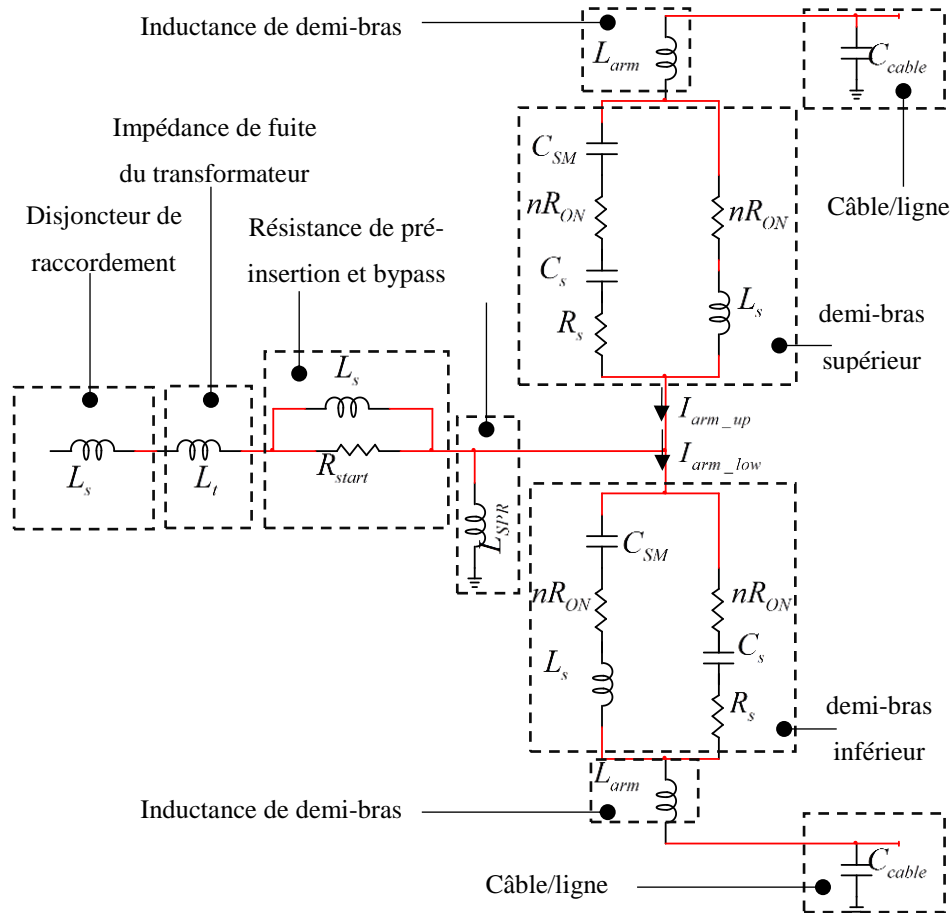 Inductance de demi-bras
L_arm
C_cable
Impédance de fuite
du transformateur
Disjoncteur de
raccordement
Résistance de pré-
insertion et bypass
C_SM
nR_ON
C_s
R_s
nR_ON
L_s
Câble/ligne
demi-bras
supérieur
L_s
L_t
L_s
R_start
L_SPR
I_arm_up
I_arm_low
C_SM
nR_ON
L_s
nR_ON
C_s
R_s
demi-bras
inférieur
L_arm
Inductance de demi-bras
Câble/ligne
C_cable